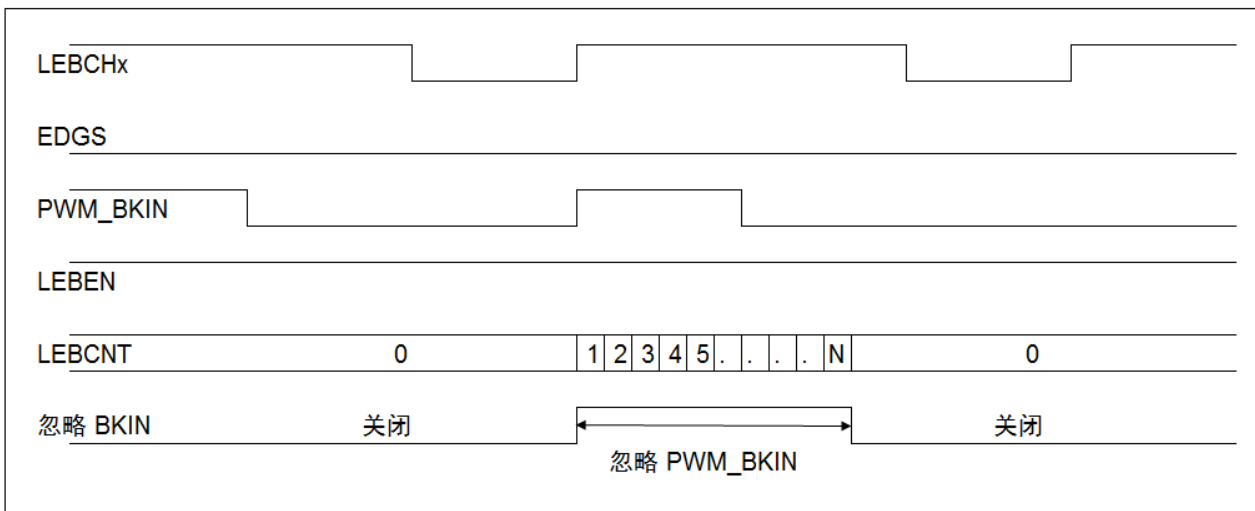 LEBCHx
EDGS
PWM_BKIN
LEBEN
LEBCNT 0 1 2 3 4 5 . . . . N 0
忽略 BKIN 关闭 关闭
忽略 PWM_BKIN